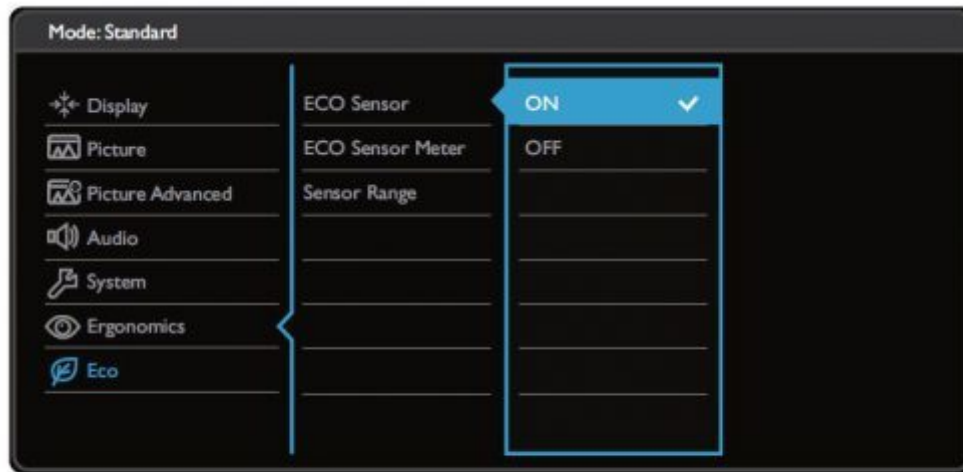 Mode: Standard
Display
Picture
Picture Advanced
Audio
System
Ergonomics
Eco
ECO Sensor
ECO Sensor Meter
Sensor Range
ON
OFF